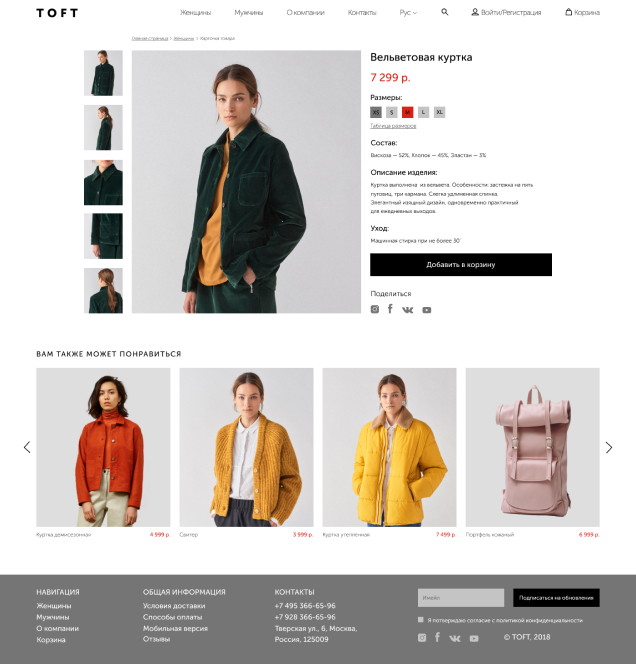 TOFT
Женщины
Мужчины
О компании
Контакты
Рус
Войти/Регистрация
Корзина
Главная страница > Женщины > Карточка товара
Вельветовая куртка
7 299 р.
Размеры:
XS S M L XL
Таблица размеров
Состав:
Вискоза — 52%, Хлопок — 45%, Эластан — 3%
Описание изделия:
Куртка выполнена из вельвета. Особенности: застежка на пять
пуговиц, три кармана. Слегка удлиненная спинка.
Элегантный изящный дизайн, одновременно практичный
для ежедневных выходов.
Уход:
Машинная стирка при не более 30°
Добавить в корзину
Поделиться
ВАМ ТАКЖЕ МОЖЕТ ПОНРАВИТЬСЯ
Куртка демисезонная 4 999 р.
Свитер 3 999 р.
Куртка утепленная 7 499 р.
Портфель кожаный 6 999 р.
НАВИГАЦИЯ
Женщины
Мужчины
О компании
Корзина
ОБЩАЯ ИНФОРМАЦИЯ
Условия доставки
Способы оплаты
Мобильная версия
Отзывы
КОНТАКТЫ
+7 495 366-65-96
+7 928 366-65-96
Тверская ул., 6, Москва,
Россия, 125009
Имейл
Подписаться на обновления
Я потверждаю согласие с политикой конфиденциальности
© TOFT, 2018